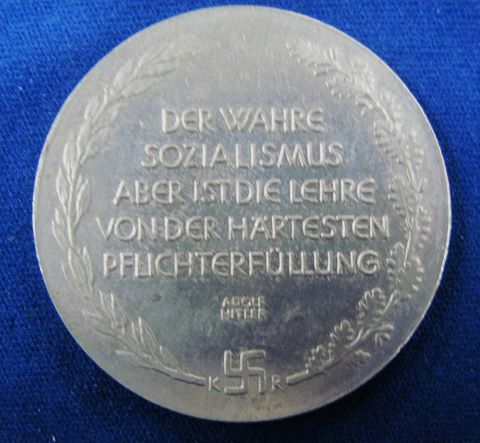 DER WAHRE
SOZIALISMUS
ABER IST DIE LEHRE
VON DER HÄRTESTEN
PFLICHTERFÜLLUNG
ADOLF
HITLER
K R